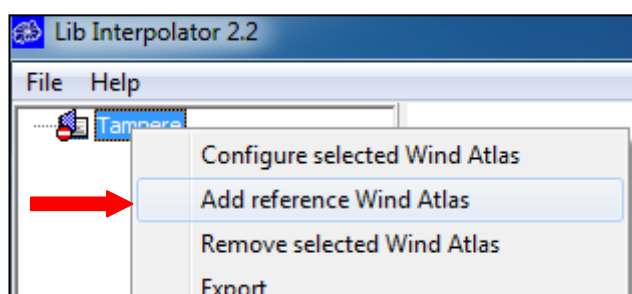 Lib Interpolator 2.2
File Help
Tampere
Configure selected Wind Atlas
Add reference Wind Atlas
Remove selected Wind Atlas
Export